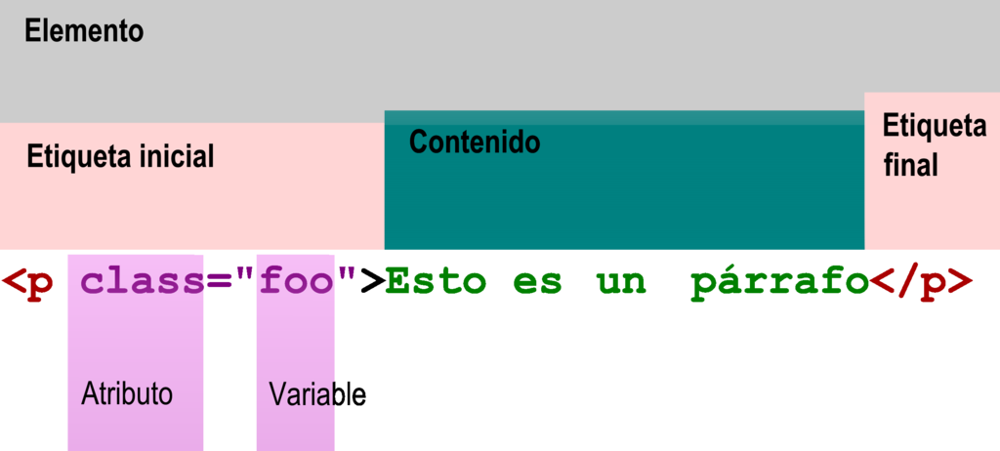 Elemento
Etiqueta inicial
Contenido
Etiqueta
final
<p class="foo">Esto es un párrafo</p>
Atributo
Variable